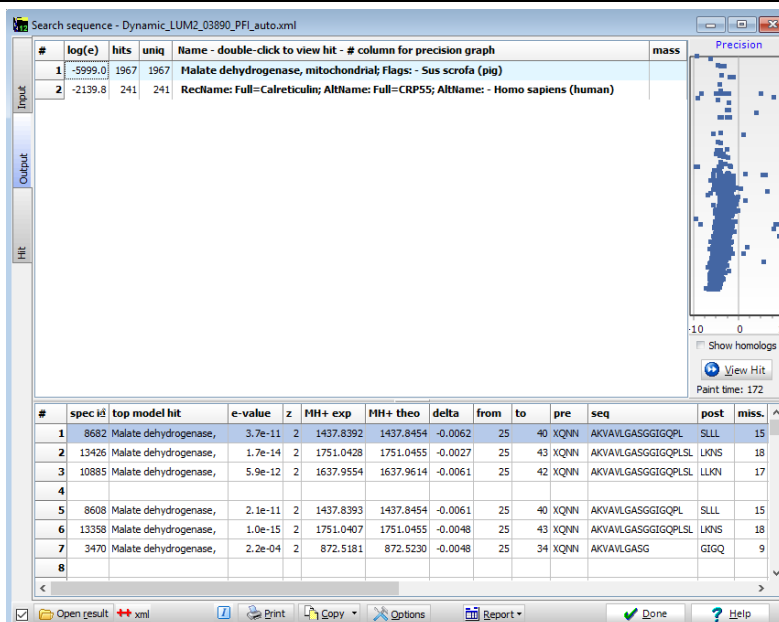 Search sequence - Dynamic_LUM2_03890_PFI_auto.xml
# log(e) hits uniq Name - double-click to view hit - # column for precision graph mass
1 -5999.0 1967 1967 Malate dehydrogenase, mitochondrial; Flags: - Sus scrofa (pig)
2 -2139.8 241 241 RecName: Full=Calreticulin; AltName: Full=CRP55; AltName: - Homo sapiens (human)
Input
Output
Hit
Precision
-10 0
Show homologs
View Hit
Paint time: 172
# spec id top model hit e-value z MH+ exp MH+ theo delta from to pre seq post miss.
1 8682 Malate dehydrogenase, 3.7e-11 2 1437.8392 1437.8454 -0.0062 25 40 XQNN AKVAVLGASGGIGQPL SLLL 15
2 13426 Malate dehydrogenase, 1.7e-14 2 1751.0428 1751.0455 -0.0027 25 43 XQNN AKVAVLGASGGIGQPLSL LKNS 18
3 10885 Malate dehydrogenase, 5.9e-12 2 1637.9554 1637.9614 -0.0061 25 42 XQNN AKVAVLGASGGIGQPLSL LLKN 17
4
5 8608 Malate dehydrogenase, 2.1e-11 2 1437.8393 1437.8454 -0.0061 25 40 XQNN AKVAVLGASGGIGQPL SLLL 15
6 13358 Malate dehydrogenase, 1.0e-15 2 1751.0407 1751.0455 -0.0048 25 43 XQNN AKVAVLGASGGIGQPLSL LKNS 18
7 3470 Malate dehydrogenase, 2.2e-04 2 872.5181 872.5230 -0.0048 25 34 XQNN AKVAVLGASG GIGQ 9
8
Open result xml Print Copy Options Report Done Help